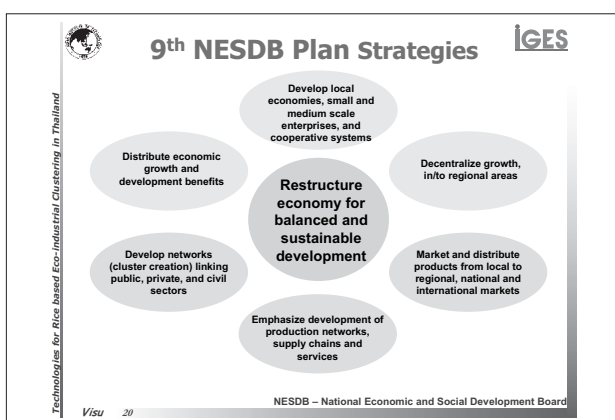 9th NESDB Plan Strategies
IGES
Develop local
economies, small and
medium scale
enterprises, and
cooperative systems
Distribute economic
growth and
development benefits
Decentralize growth,
in/to regional areas
Restructure
economy for
balanced and
sustainable
development
Develop networks
(cluster creation) linking
public, private, and civil
sectors
Market and distribute
products from local to
regional, national and
international markets
Emphasize development of
production networks,
supply chains and
services
Technologies for Rice based Eco-industrial Clustering in Thailand
NESDB – National Economic and Social Development Board
Visu 20